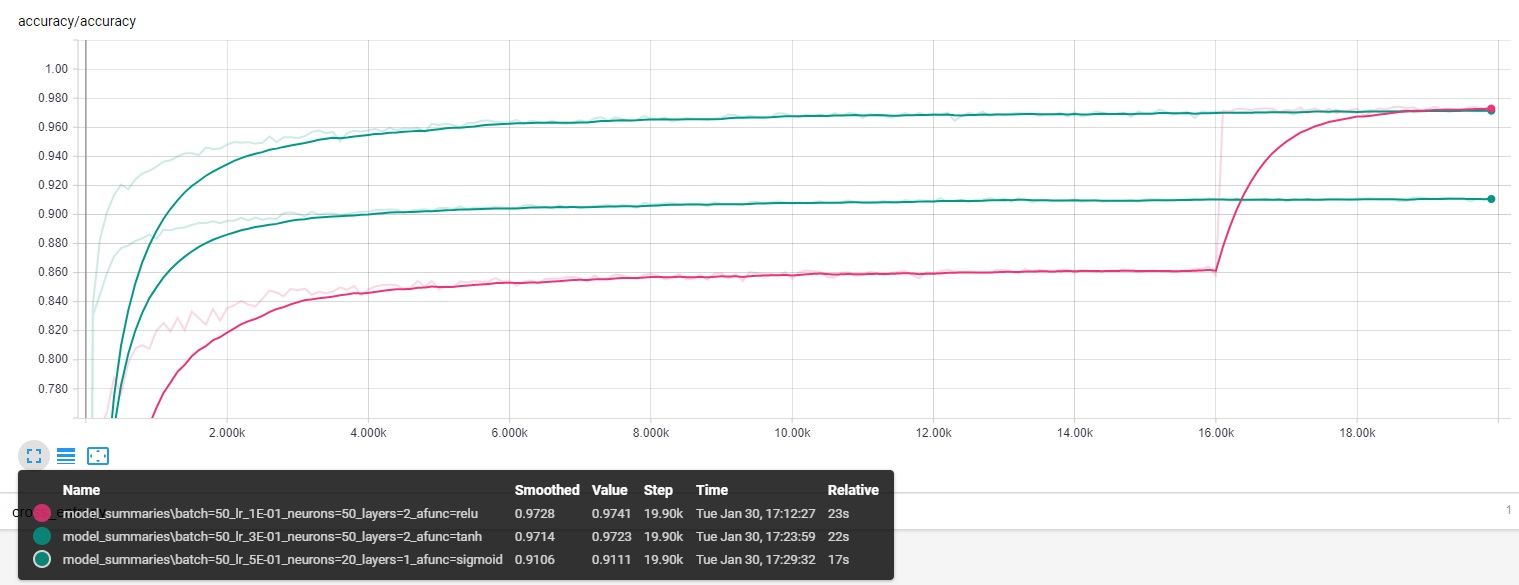 accuracy/accuracy
1.00
0.980
0.960
0.940
0.920
0.900
0.880
0.860
0.840
0.820
0.800
0.780
2.000k 4.000k 6.000k 8.000k 10.00k 12.00k 14.00k 16.00k 18.00k
Name Smoothed Value Step Time Relative
model_summaries\batch=50_lr_1E-01_neurons=50_layers=2_afunc=relu 0.9728 0.9741 19.90k Tue Jan 30, 17:12:27 23s
model_summaries\batch=50_lr_3E-01_neurons=50_layers=2_afunc=tanh 0.9714 0.9723 19.90k Tue Jan 30, 17:23:59 22s
model_summaries\batch=50_lr_5E-01_neurons=20_layers=1_afunc=sigmoid 0.9106 0.9111 19.90k Tue Jan 30, 17:29:32 17s
1